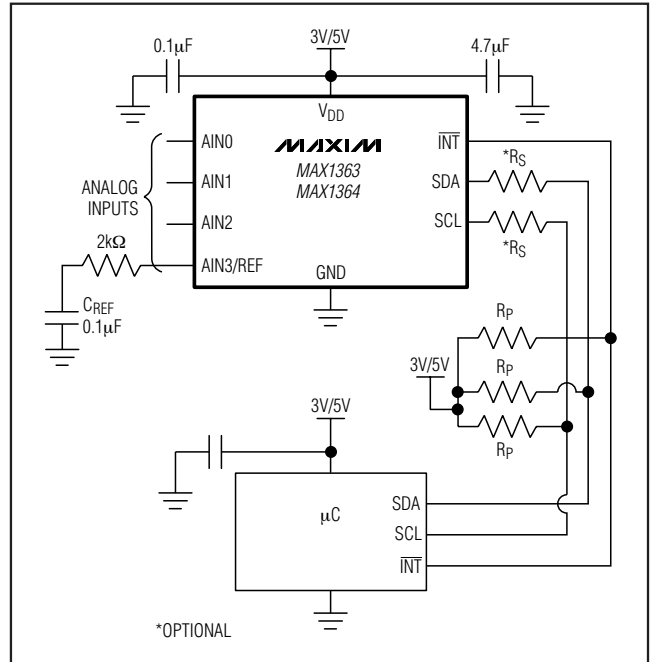 3V/5V
0.1μF
4.7μF
VDD
AIN0
MAXIM
INT
MAX1363
*RS
ANALOG
INPUTS
AIN1
MAX1364
SDA
AIN2
SCL
2kΩ
*RS
AIN3/REF
GND
CREF
0.1μF
RP
3V/5V
RP
3V/5V
RP
μC
SDA
SCL
INT
*OPTIONAL